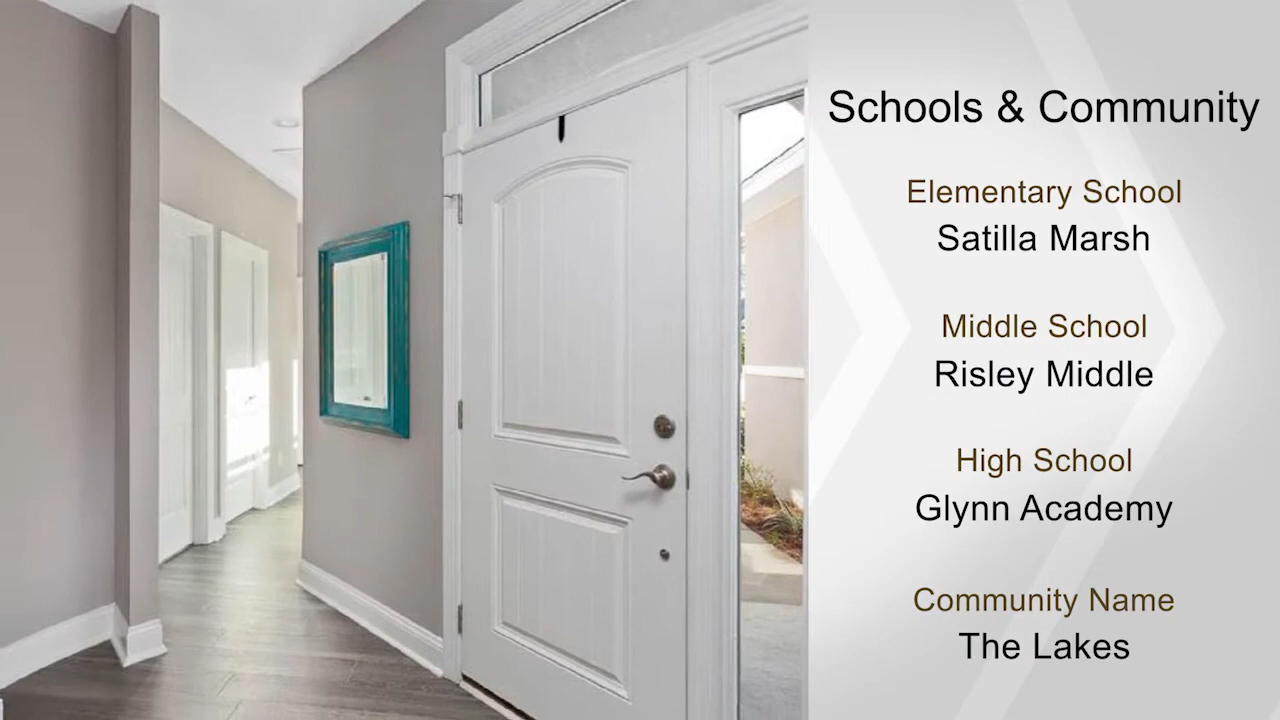 Schools & Community
Elementary School
Satilla Marsh
Middle School
Risley Middle
High School
Glynn Academy
Community Name
The Lakes